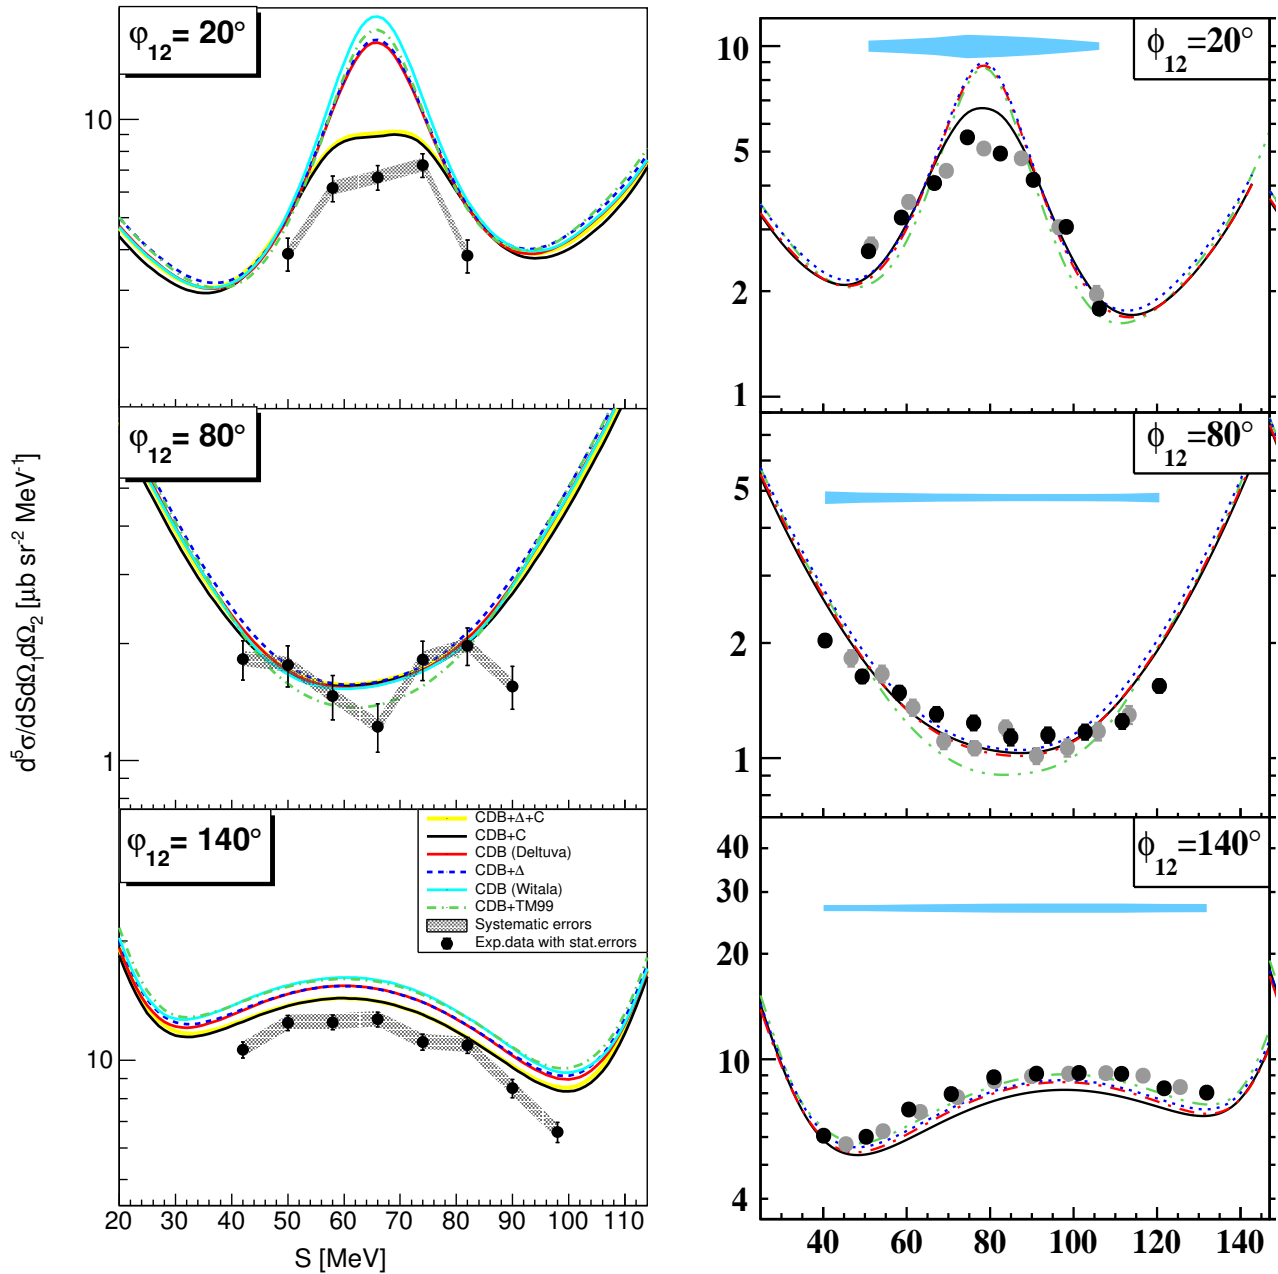 φ12= 20°
10
φ12= 80°
1
φ12= 140°
CDB+Δ+C
CDB+C
CDB (Deltuva)
CDB+Δ
CDB (Witala)
CDB+TM99
Systematic errors
Exp.data with stat.errors
10
20 30 40 50 60 70 80 90 100 110
S [MeV]
d⁵σ/dSdΩ₁dΩ₂ [μb sr⁻² MeV⁻¹]
ϕ12=20°
10
5
2
1
ϕ12=80°
5
2
1
ϕ12=140°
40
30
20
10
4
40 60 80 100 120 140